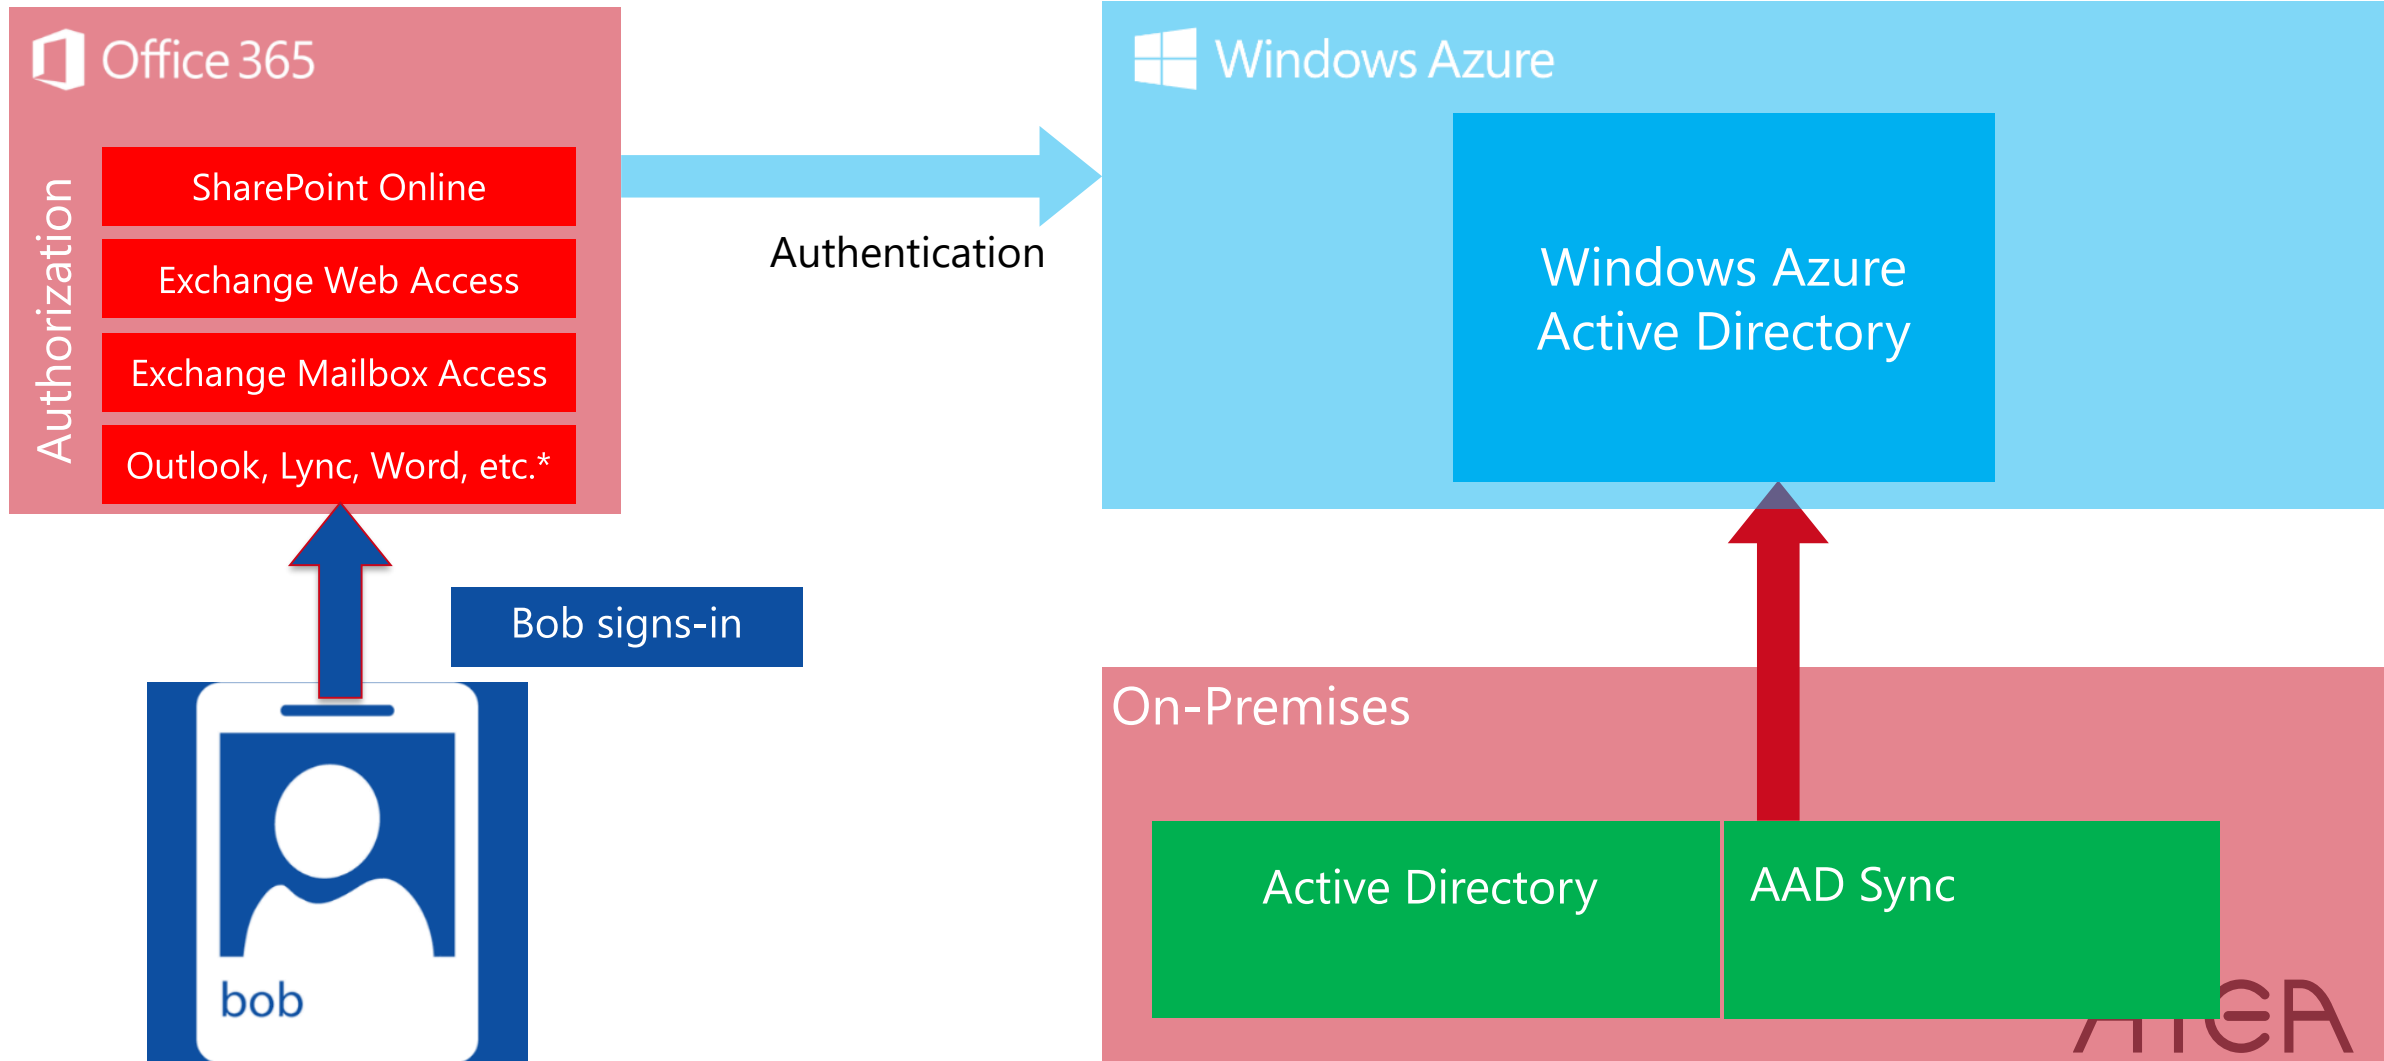 Office 365
Authorization
SharePoint Online
Exchange Web Access
Exchange Mailbox Access
Outlook, Lync, Word, etc.*
Authentication
Windows Azure
Windows Azure
Active Directory
Bob signs-in
bob
On-Premises
Active Directory
AAD Sync
ATEA